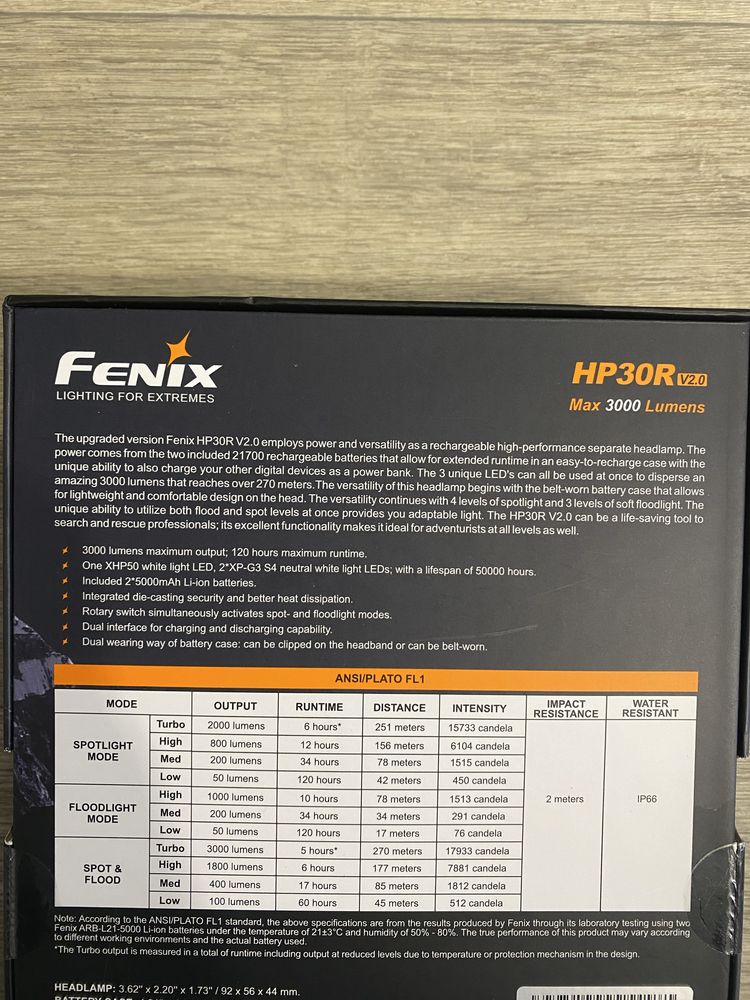 FENIX
LIGHTING FOR EXTREMES
HP30R V2.0
Max 3000 Lumens
The upgraded version Fenix HP30R V2.0 employs power and versatility as a rechargeable high-performance separate headlamp. The
power comes from the two included 21700 rechargeable batteries that allow for extended runtime in an easy-to-recharge case with the
unique ability to also charge your other digital devices as a power bank. The 3 unique LED's can all be used at once to disperse an
amazing 3000 lumens that reaches over 270 meters.The versatility of this headlamp begins with the belt-worn battery case that allows
for lightweight and comfortable design on the head. The versatility continues with 4 levels of spotlight and 3 levels of soft floodlight. The
unique ability to utilize both flood and spot levels at once provides you adaptable light. The HP30R V2.0 can be a life-saving tool to
search and rescue professionals; its excellent functionality makes it ideal for adventurists at all levels as well.
3000 lumens maximum output; 120 hours maximum runtime.
One XHP50 white light LED, 2*XP-G3 S4 neutral white light LEDs; with a lifespan of 50000 hours.
Included 2*5000mAh Li-ion batteries.
Integrated die-casting security and better heat dissipation.
Rotary switch simultaneously activates spot- and floodlight modes.
Dual interface for charging and discharging capability.
Dual wearing way of battery case: can be clipped on the headband or can be belt-worn.
ANSI/PLATO FL1
MODE OUTPUT RUNTIME DISTANCE INTENSITY IMPACT RESISTANCE WATER RESISTANT
SPOTLIGHT MODE
Turbo 2000 lumens 6 hours* 251 meters 15733 candela
High 800 lumens 12 hours 156 meters 6104 candela
Med 200 lumens 34 hours 78 meters 1515 candela
Low 50 lumens 120 hours 42 meters 450 candela
FLOODLIGHT MODE
High 1000 lumens 10 hours 78 meters 1513 candela
Med 200 lumens 34 hours 34 meters 291 candela
Low 50 lumens 120 hours 17 meters 76 candela
SPOT & FLOOD
Turbo 3000 lumens 5 hours* 270 meters 17933 candela
High 1800 lumens 6 hours 177 meters 7881 candela
Med 400 lumens 17 hours 85 meters 1812 candela
Low 100 lumens 60 hours 45 meters 512 candela
2 meters IP66
Note: According to the ANSI/PLATO FL1 standard, the above specifications are from the results produced by Fenix through its laboratory testing using two
Fenix ARB-L21-5000 Li-ion batteries under the temperature of 21±3°C and humidity of 50% - 80%. The true performance of this product may vary according
to different working environments and the actual battery used.
*The Turbo output is measured in a total of runtime including output at reduced levels due to temperature or protection mechanism in the design.
HEADLAMP: 3.62" x 2.20" x 1.73" / 92 x 56 x 44 mm.